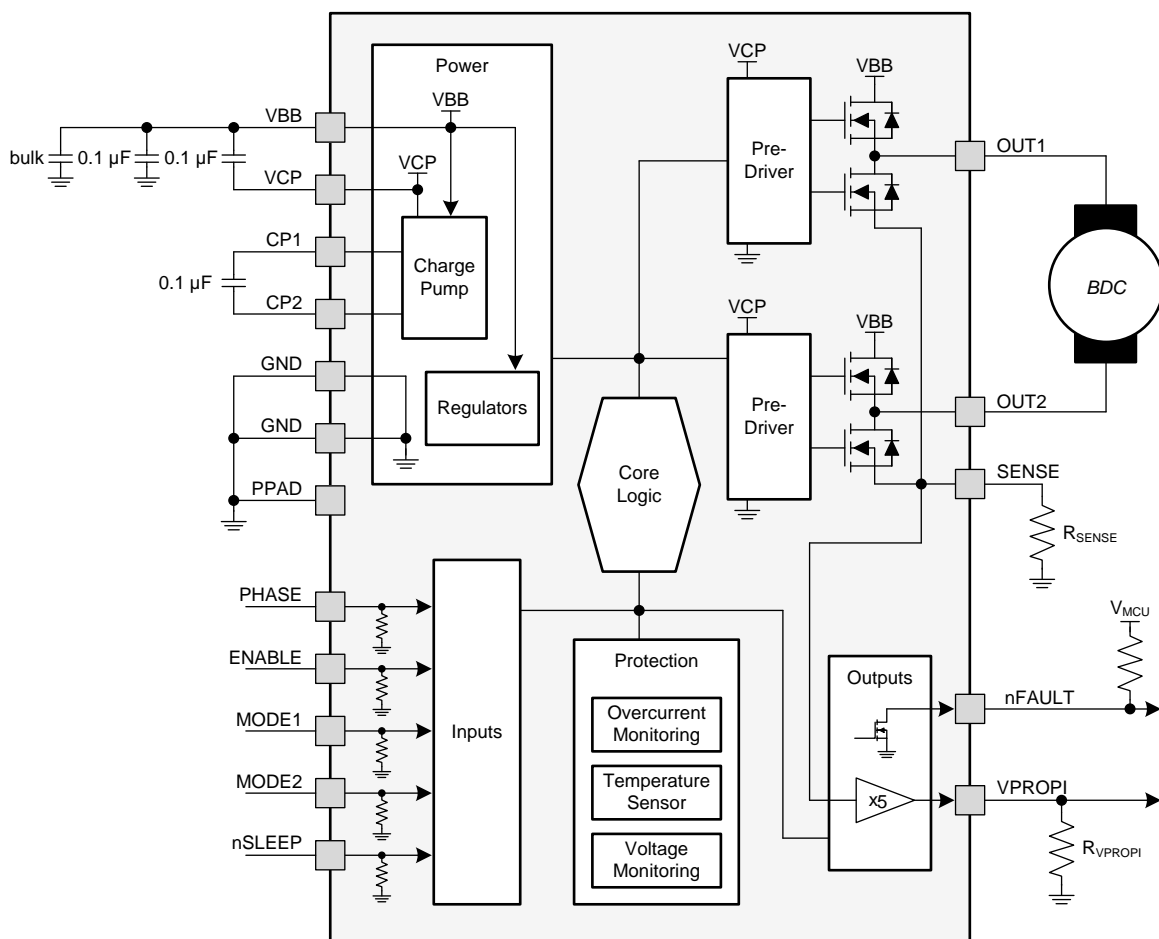 Power
VBB
VCP
VBB
bulk
0.1 µF
0.1 µF
VBB
VCP
CP1
0.1 µF
CP2
Charge
Pump
GND
Regulators
GND
PPAD
VCP
VBB
Pre-
Driver
OUT1
BDC
VCP
VBB
Pre-
Driver
OUT2
SENSE
RSENSE
Core
Logic
PHASE
ENABLE
MODE1
MODE2
nSLEEP
Inputs
Protection
Overcurrent
Monitoring
Temperature
Sensor
Voltage
Monitoring
Outputs
x5
VMCU
nFAULT
VPROPI
RVPROPI